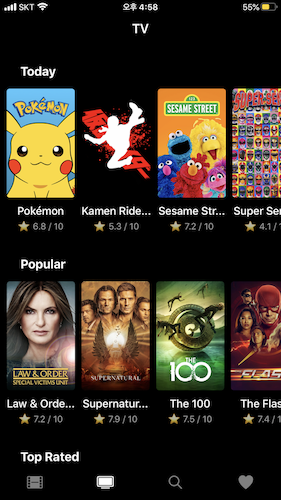 SKT 오후 4:58 55%
TV
Today
Pokémon
SESAME STREET
SUPER SEN
Pokémon Kamen Ride... Sesame Str... Super Sen
6.8 / 10 5.3 / 10 7.2 / 10 4.1 /
Popular
LAW & ORDER
SPECIAL VICTIMS UNIT
SUPERNATURAL
THE
100
FLASH
Law & Orde... Supernatur... The 100 The Flas
7.2 / 10 7.9 / 10 7.5 / 10 7.4 /
Top Rated